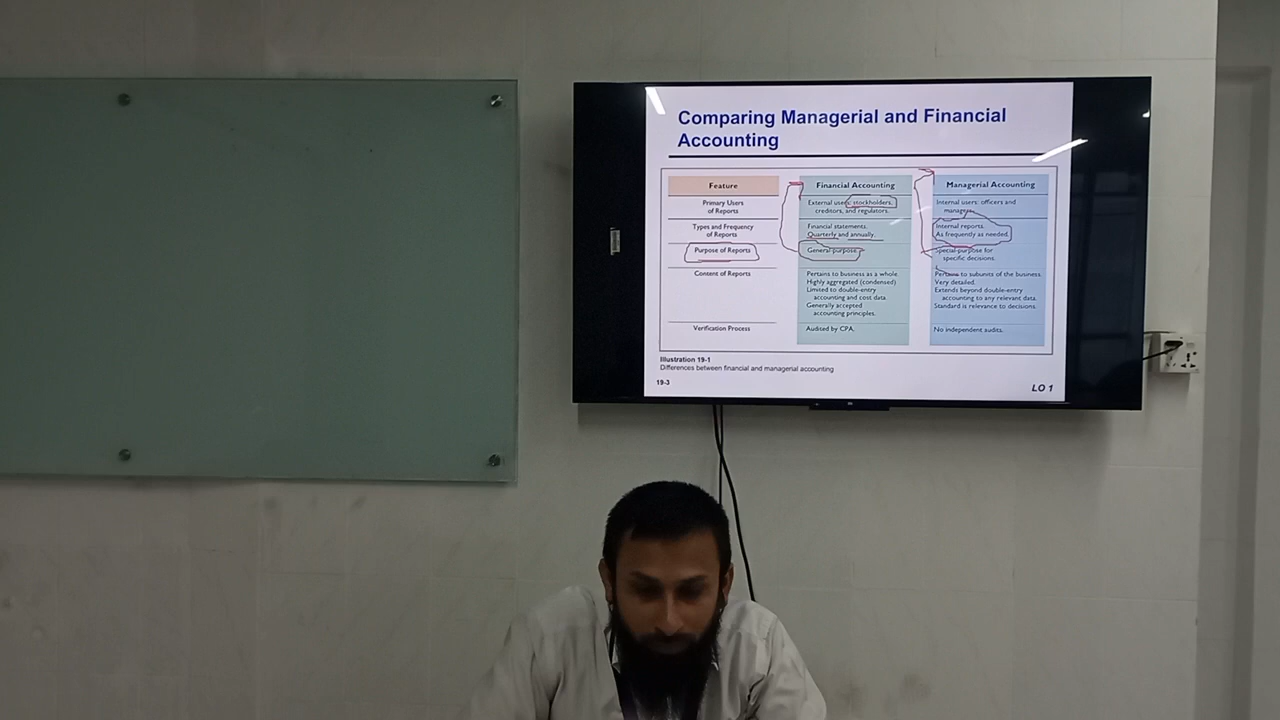 Comparing Managerial and Financial
Accounting
Feature
Financial Accounting
Managerial Accounting
Primary Users
of Reports
External users: stockholders,
creditors, and regulators.
Internal users: officers and
managers.
Types and Frequency
of Reports
Financial statements.
Quarterly and annually.
Internal reports.
As frequently as needed.
Purpose of Reports
General-purpose.
Special-purpose for
specific decisions.
Content of Reports
Pertains to business as a whole.
Highly aggregated (condensed)
Limited to double-entry
accounting and cost data.
Generally accepted
accounting principles.
Pertains to subunits of the business.
Very detailed.
Extends beyond double-entry
accounting to any relevant data.
Standard is relevance to decisions.
Verification Process
Audited by CPA.
No independent audits.
Illustration 19-1
Differences between financial and managerial accounting
19-3
LO 1